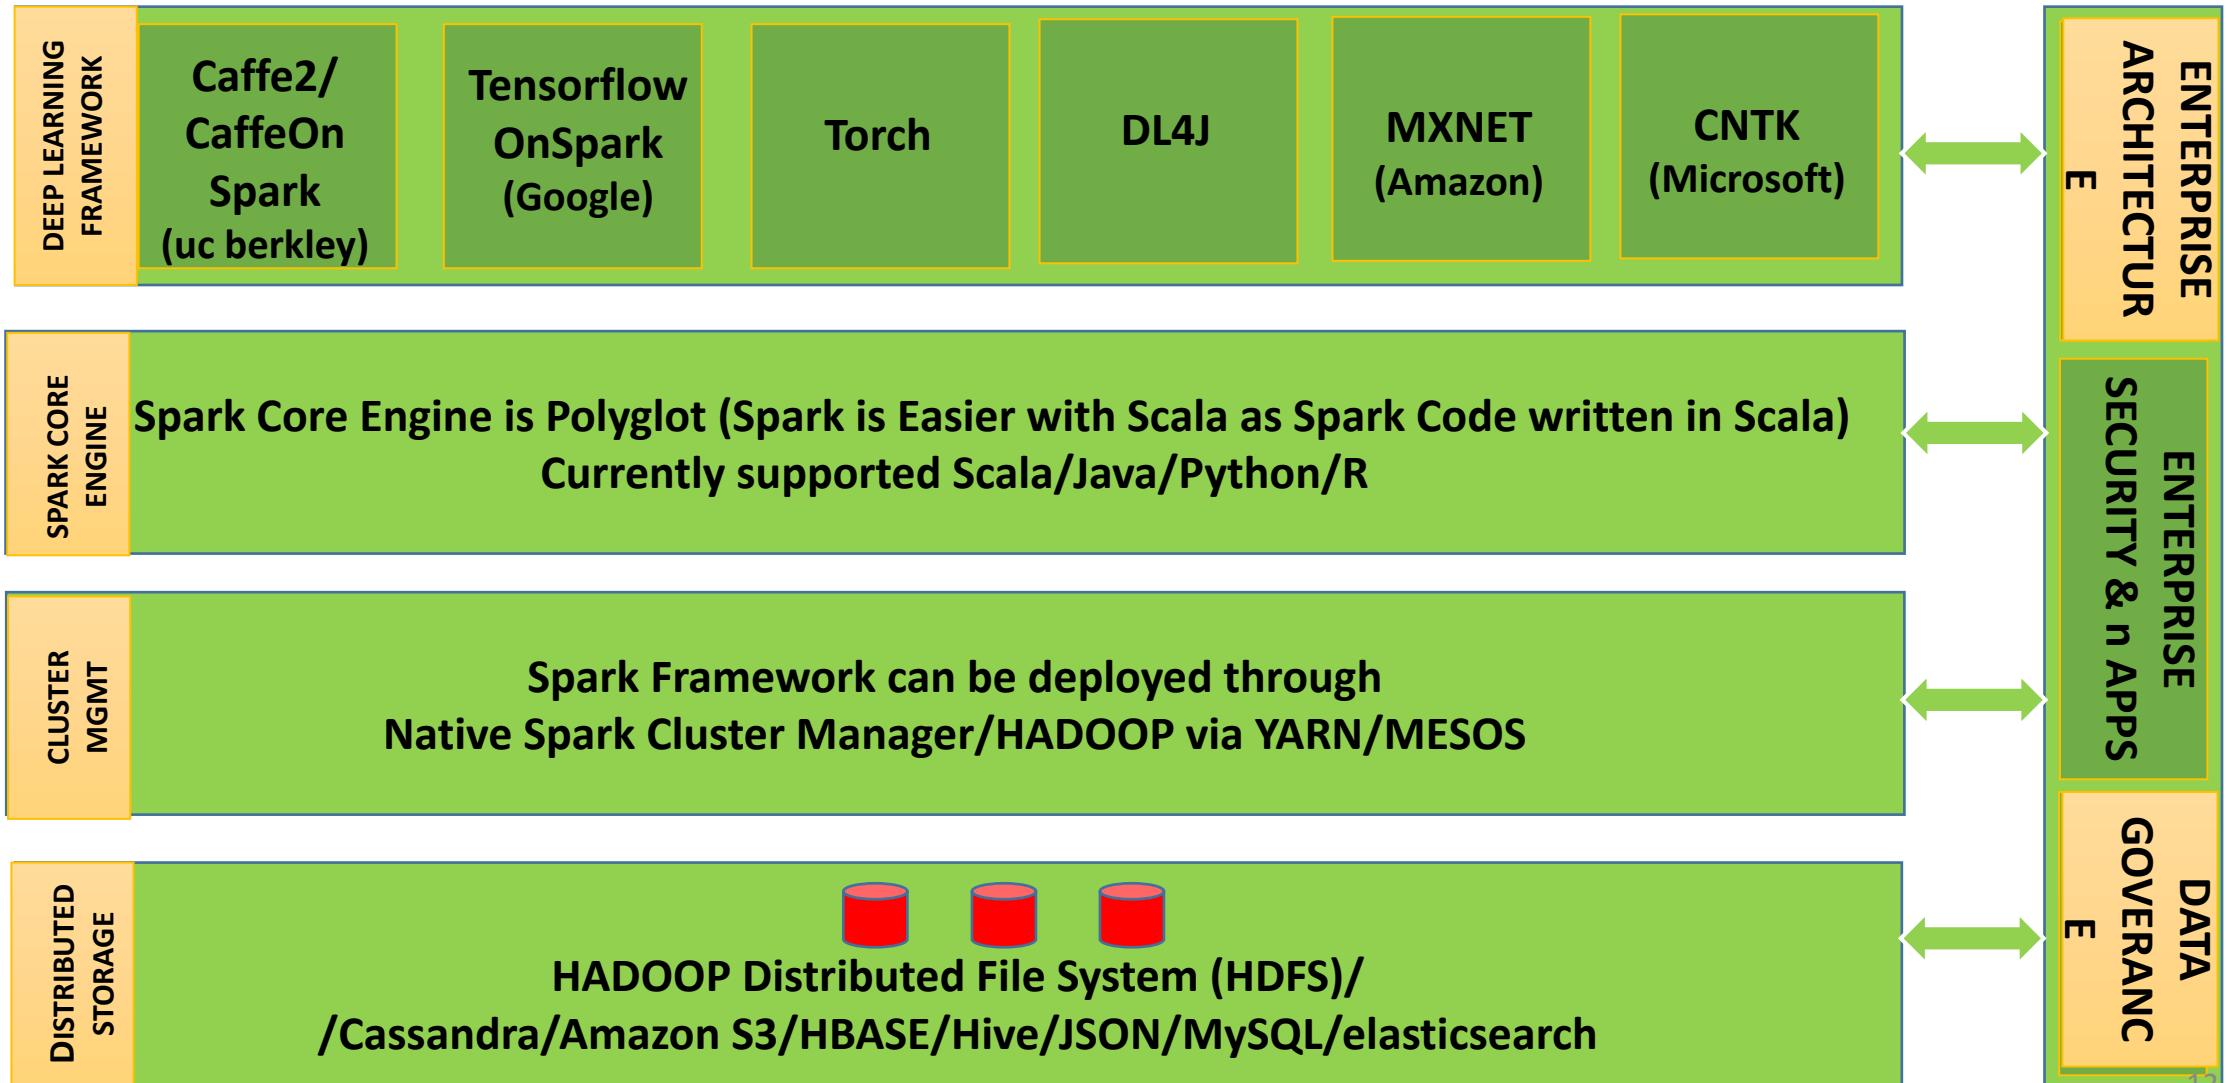 DEEP LEARNING
FRAMEWORK
Caffe2/
CaffeOn
Spark
(uc berkley)
Tensorflow
OnSpark
(Google)
Torch
DL4J
MXNET
(Amazon)
CNTK
(Microsoft)
SPARK CORE
ENGINE
Spark Core Engine is Polyglot (Spark is Easier with Scala as Spark Code written in Scala)
Currently supported Scala/Java/Python/R
CLUSTER
MGMT
Spark Framework can be deployed through
Native Spark Cluster Manager/HADOOP via YARN/MESOS
DISTRIBUTED
STORAGE
HADOOP Distributed File System (HDFS)/
/Cassandra/Amazon S3/HBASE/Hive/JSON/MySQL/elasticsearch
ENTERPRISE
ARCHITECTUR
E
ENTERPRISE
SECURITY & n APPS
DATA
GOVERANC
E
12